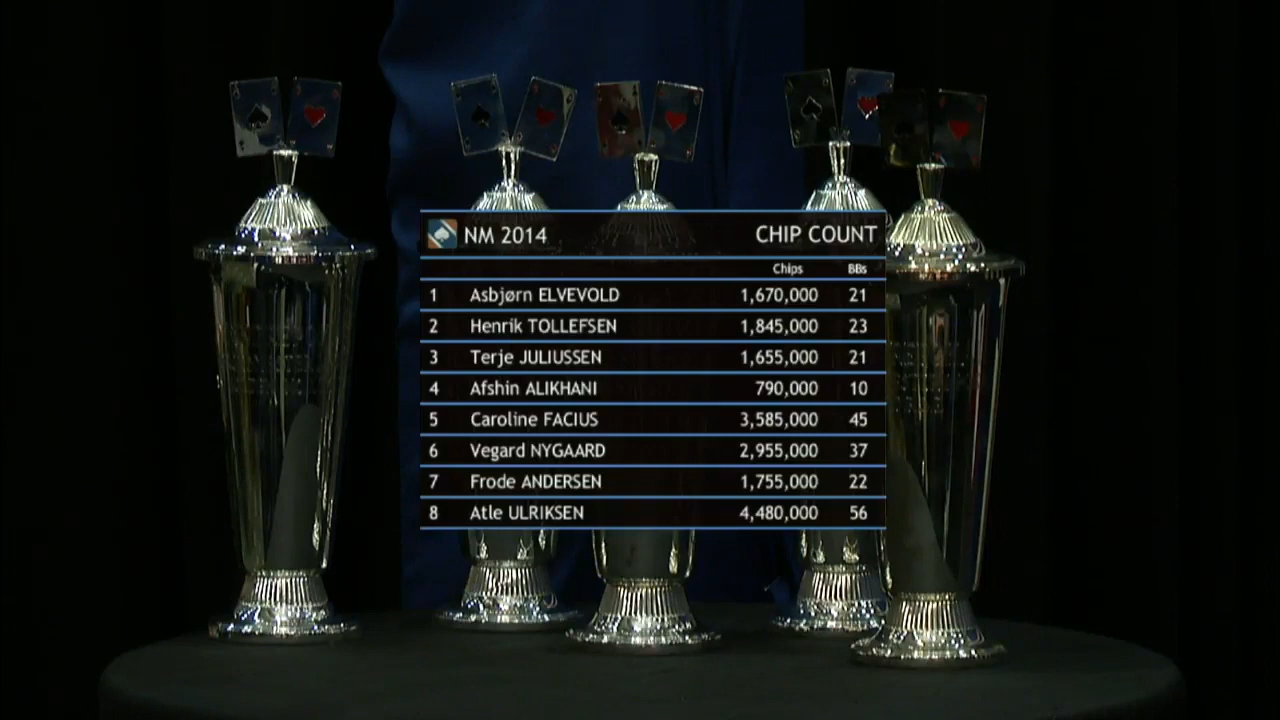 NM 2014 CHIP COUNT
Chips BBs
1 Asbjørn ELVEVOLD 1,670,000 21
2 Henrik TOLLEFSEN 1,845,000 23
3 Terje JULIUSSEN 1,655,000 21
4 Afshin ALIKHANI 790,000 10
5 Caroline FACIUS 3,585,000 45
6 Vegard NYGAARD 2,955,000 37
7 Frode ANDERSEN 1,755,000 22
8 Atle ULRIKSEN 4,480,000 56